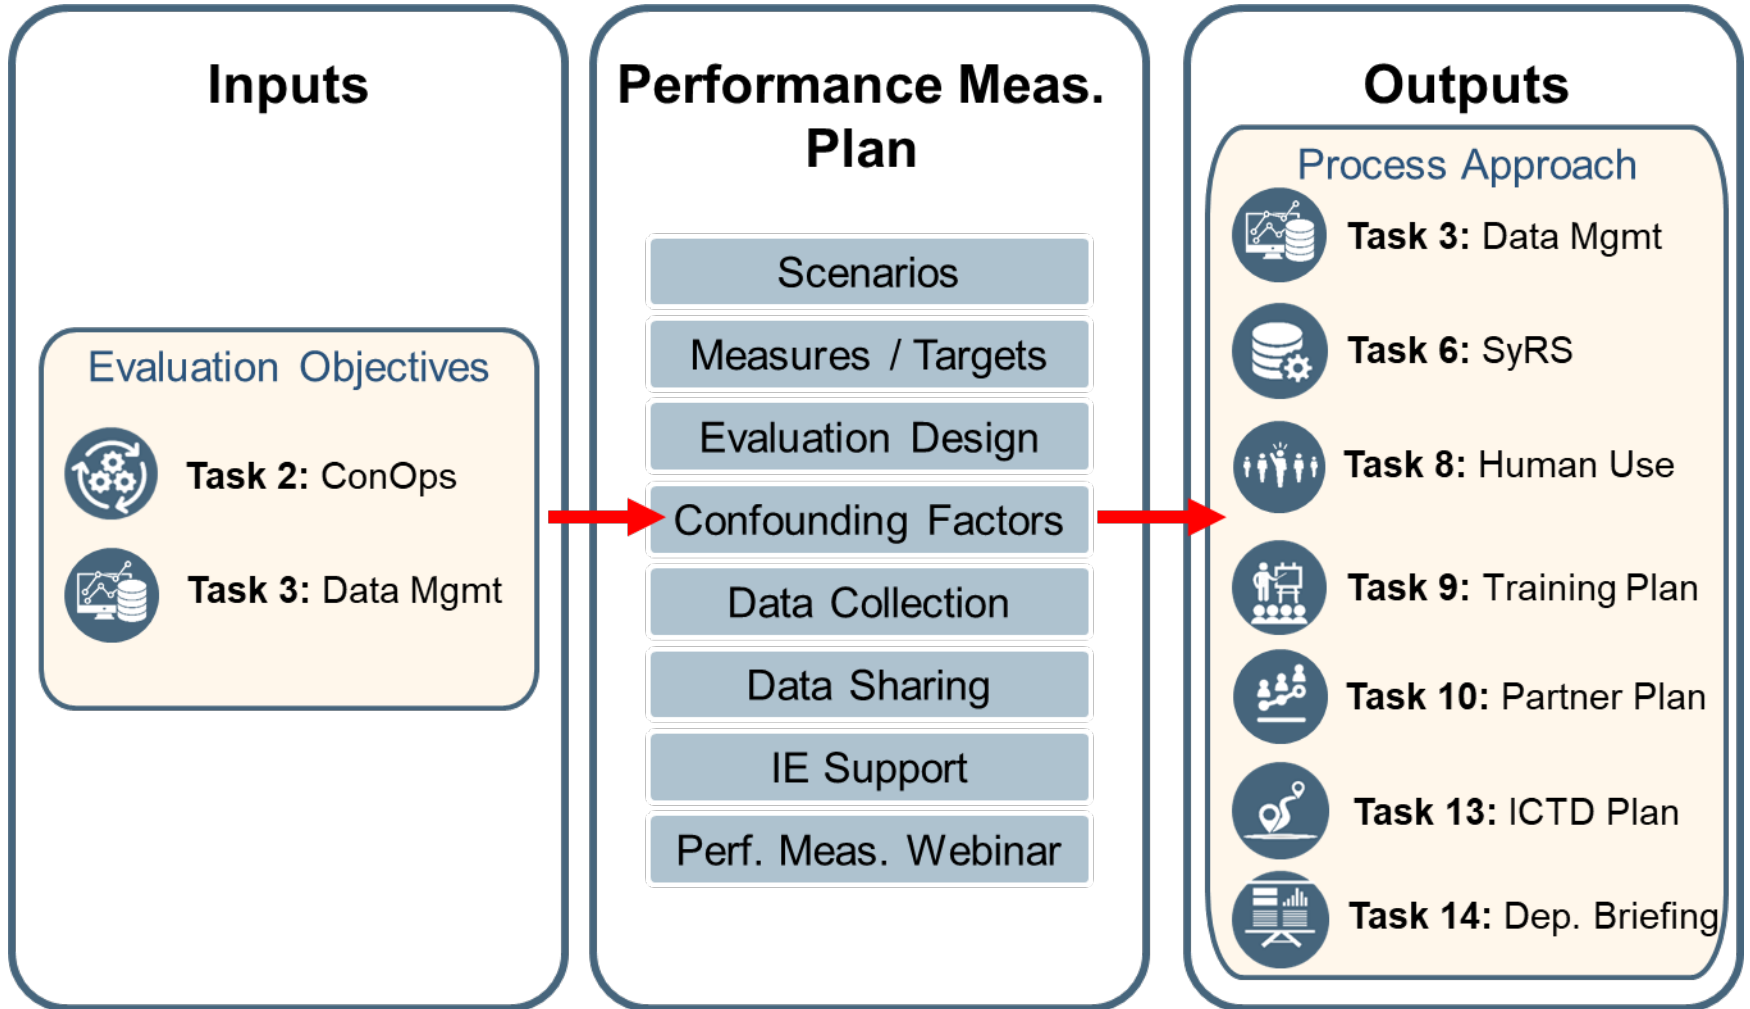 Inputs
Evaluation Objectives
Task 2: ConOps
Task 3: Data Mgmt
Performance Meas.
Plan
Scenarios
Measures / Targets
Evaluation Design
Confounding Factors
Data Collection
Data Sharing
IE Support
Perf. Meas. Webinar
Outputs
Process Approach
Task 3: Data Mgmt
Task 6: SyRS
Task 8: Human Use
Task 9: Training Plan
Task 10: Partner Plan
Task 13: ICTD Plan
Task 14: Dep. Briefing